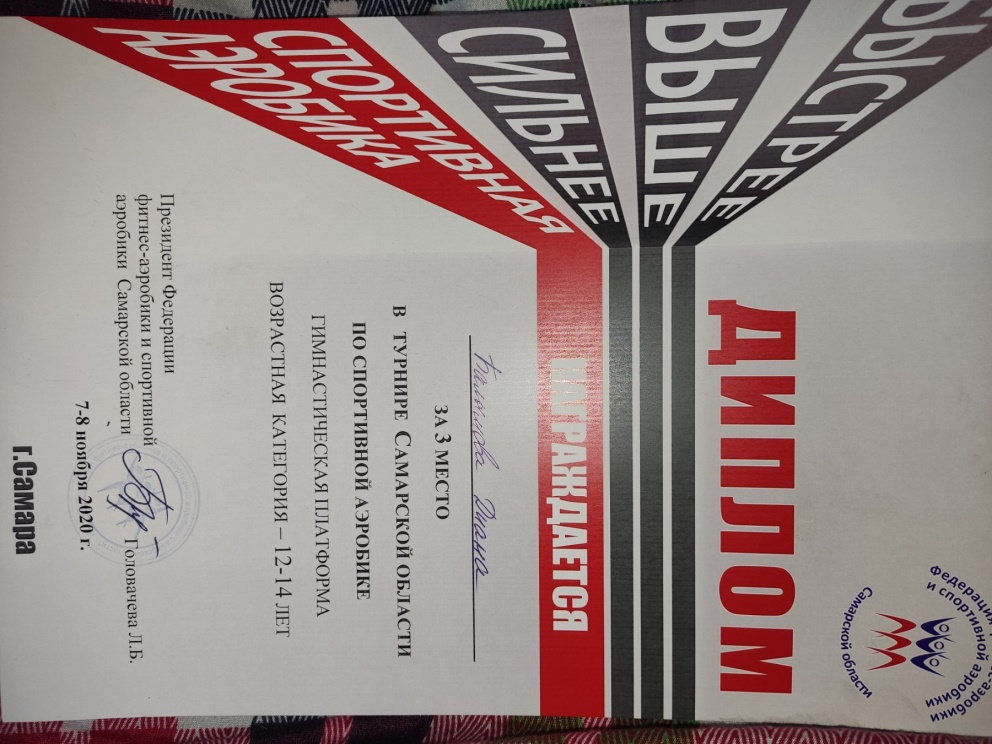 БЫСТРЕЕ
ВЫШЕ
СИЛЬНЕЕ
СПОРТИВНАЯ
АЭРОБИКА
и спортивной аэробики
Самарской области
ДИПЛОМ
НАГРАЖДАЕТСЯ
Диана
ЗА 3 МЕСТО
В ТУРНИРЕ САМАРСКОЙ ОБЛАСТИ
ПО СПОРТИВНОЙ АЭРОБИКЕ
ГИМНАСТИЧЕСКАЯ ПЛАТФОРМА
ВОЗРАСТНАЯ КАТЕГОРИЯ – 12-14 ЛЕТ
Президент Федерации
фитнес-аэробики и спортивной
аэробики Самарской области Головачева Л.Б.
7-8 ноября 2020 г.
г.Самара